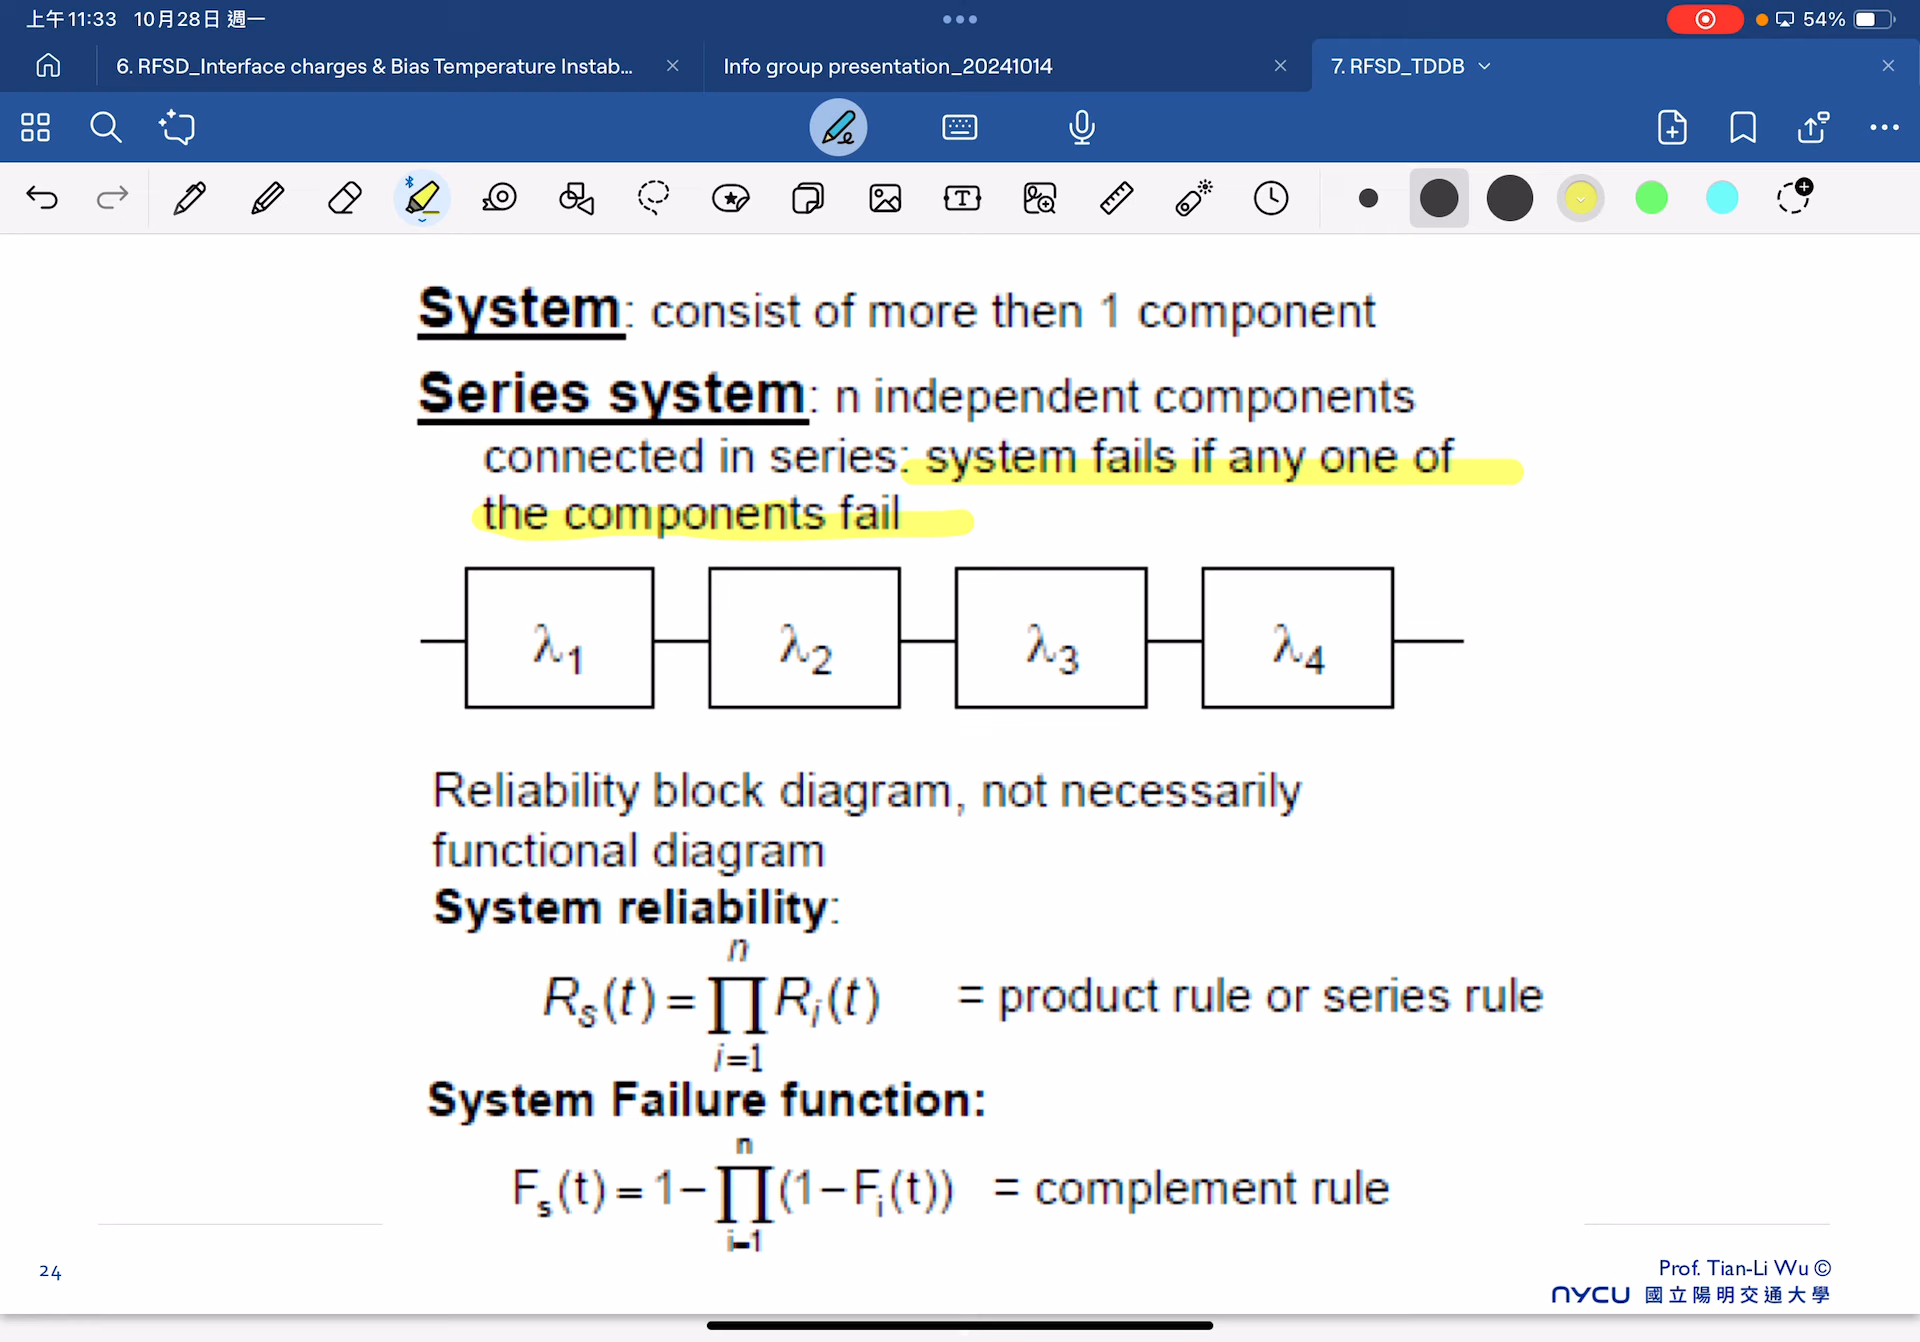 上午11:33 10月28日 週一
54%
6. RFSD_Interface charges & Bias Temperature Instab...
Info group presentation_20241014
7. RFSD_TDDB
System: consist of more then 1 component
Series system: n independent components
connected in series: system fails if any one of
the components fail
λ1 λ2 λ3 λ4
Reliability block diagram, not necessarily
functional diagram
System reliability:
n
Rs(t) = ∏ Ri(t) = product rule or series rule
i=1
System Failure function:
n
Fs(t) = 1 − ∏ (1 − Fi(t)) = complement rule
i=1
24
Prof. Tian-Li Wu ©
NYCU 國立陽明交通大學